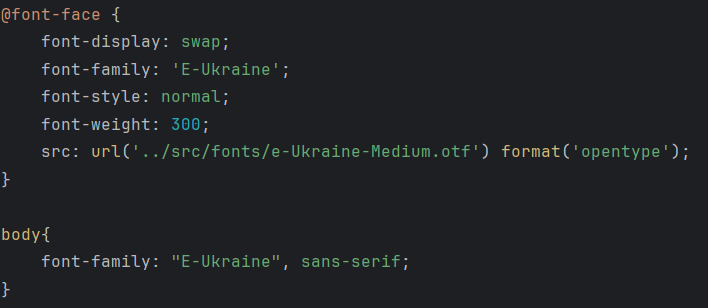 @font-face {
    font-display: swap;
    font-family: 'E-Ukraine';
    font-style: normal;
    font-weight: 300;
    src: url('../src/fonts/e-Ukraine-Medium.otf') format('opentype');
}

body{
    font-family: "E-Ukraine", sans-serif;
}